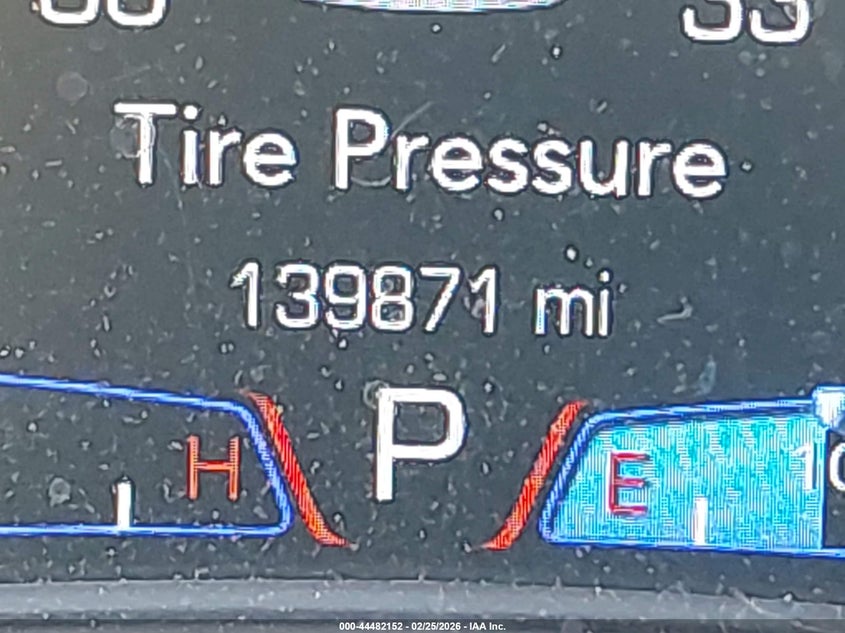 Tire Pressure
139871 mi
P
H
E
000-44482152 - 02/25/2026 - IAA Inc.